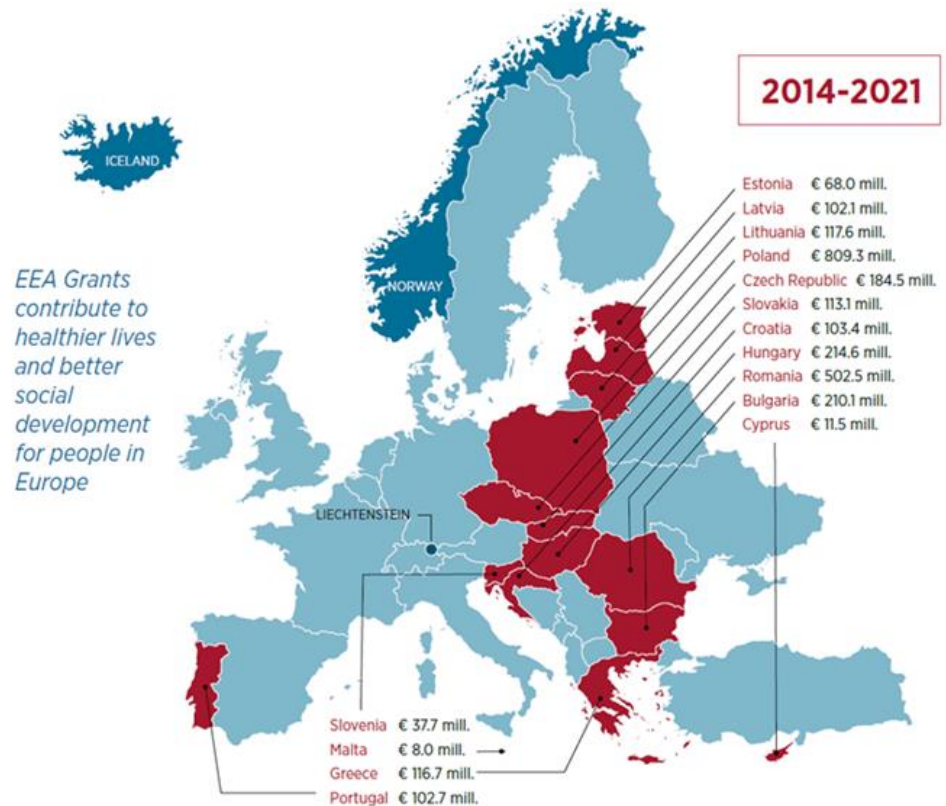 2014-2021
ICELAND
NORWAY
EEA Grants
contribute to
healthier lives
and better
social
development
for people in
Europe
LIECHTENSTEIN
Estonia € 68.0 mill.
Latvia € 102.1 mill.
Lithuania € 117.6 mill.
Poland € 809.3 mill.
Czech Republic € 184.5 mill.
Slovakia € 113.1 mill.
Croatia € 103.4 mill.
Hungary € 214.6 mill.
Romania € 502.5 mill.
Bulgaria € 210.1 mill.
Cyprus € 11.5 mill.
Slovenia € 37.7 mill.
Malta € 8.0 mill.
Greece € 116.7 mill.
Portugal € 102.7 mill.